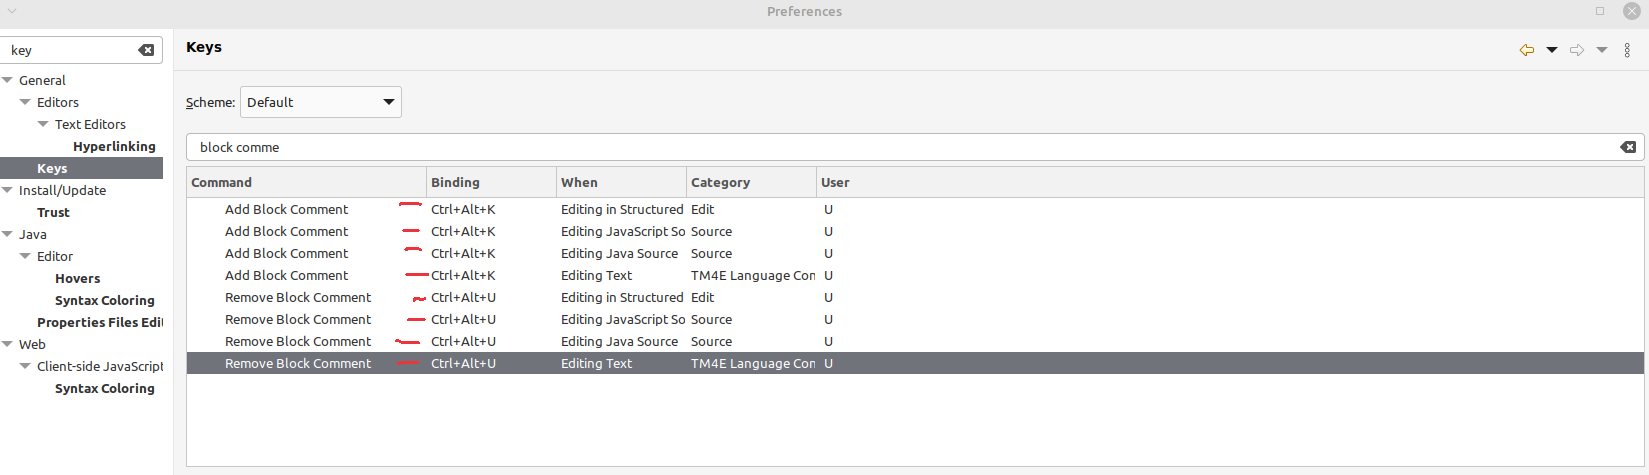 Preferences
key
General
Editors
Text Editors
Hyperlinking
Keys
Install/Update
Trust
Java
Editor
Hovers
Syntax Coloring
Properties Files Edit
Web
Client-side JavaScript
Syntax Coloring
Keys
Scheme: Default
block comme
Command Binding When Category User
Add Block Comment Ctrl+Alt+K Editing in Structured Edit U
Add Block Comment Ctrl+Alt+K Editing JavaScript So Source U
Add Block Comment Ctrl+Alt+K Editing Java Source Source U
Add Block Comment Ctrl+Alt+K Editing Text TM4E Language Con U
Remove Block Comment Ctrl+Alt+U Editing in Structured Edit U
Remove Block Comment Ctrl+Alt+U Editing JavaScript So Source U
Remove Block Comment Ctrl+Alt+U Editing Java Source Source U
Remove Block Comment Ctrl+Alt+U Editing Text TM4E Language Con U